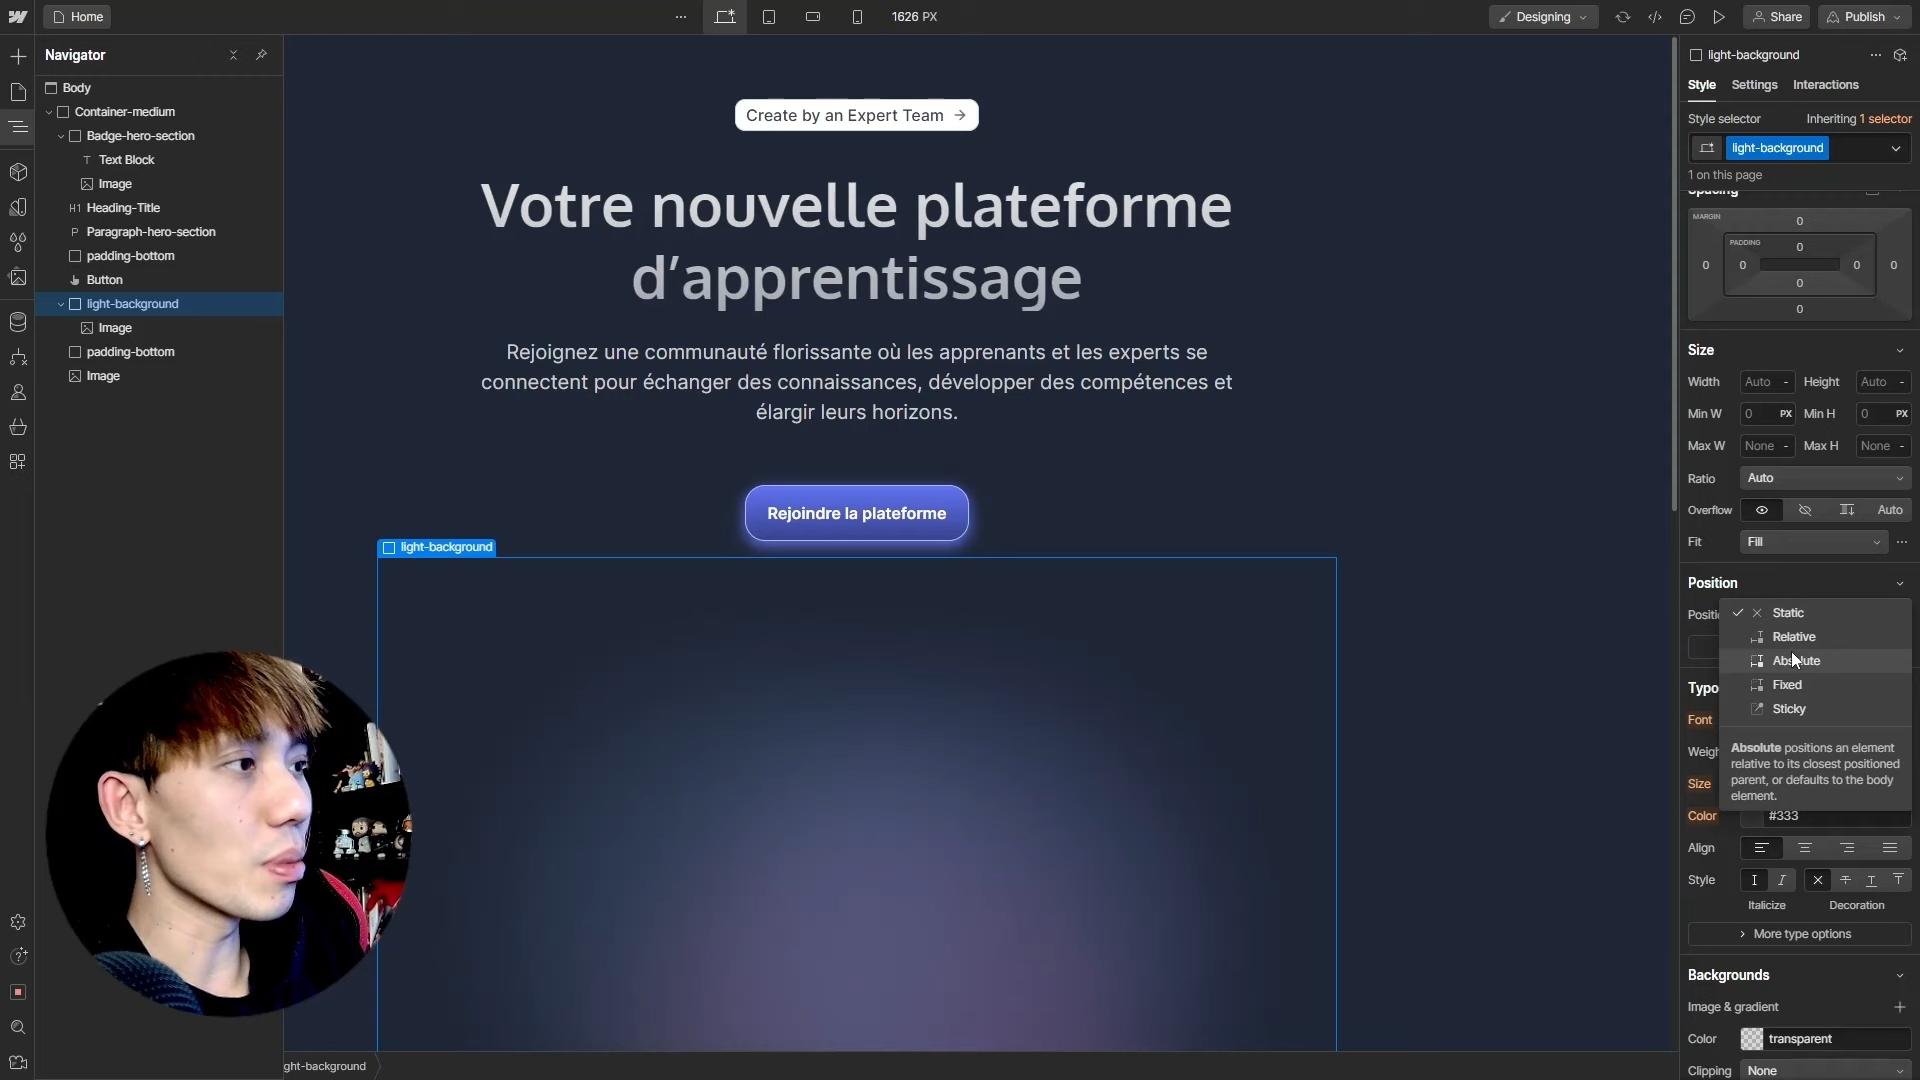 Home
1626 PX
Designing
Share
Publish
Navigator
Body
Container-medium
Badge-hero-section
Text Block
Image
H1 Heading-Title
P Paragraph-hero-section
padding-bottom
Button
light-background
Image
padding-bottom
Image
Create by an Expert Team →
Votre nouvelle plateforme
d’apprentissage
Rejoignez une communauté florissante où les apprenants et les experts se
connectent pour échanger des connaissances, développer des compétences et
élargir leurs horizons.
Rejoindre la plateforme
light-background
ght-background
light-background
Style Settings Interactions
Style selector Inheriting 1 selector
light-background
1 on this page
Spacing
MARGIN
0
PADDING
0
0 0 0 0
0
0
Size
Width Auto - Height Auto -
Min W 0 PX Min H 0 PX
Max W None - Max H None -
Ratio Auto
Overflow Auto
Fit Fill
Position
Positi
Static
Relative
Absolute
Fixed
Sticky
Absolute positions an element
relative to its closest positioned
parent, or defaults to the body
element.
Typo
Font
Weigh
Size
Color #333
Align
Style
Italicize Decoration
More type options
Backgrounds
Image & gradient
Color transparent
Clipping None